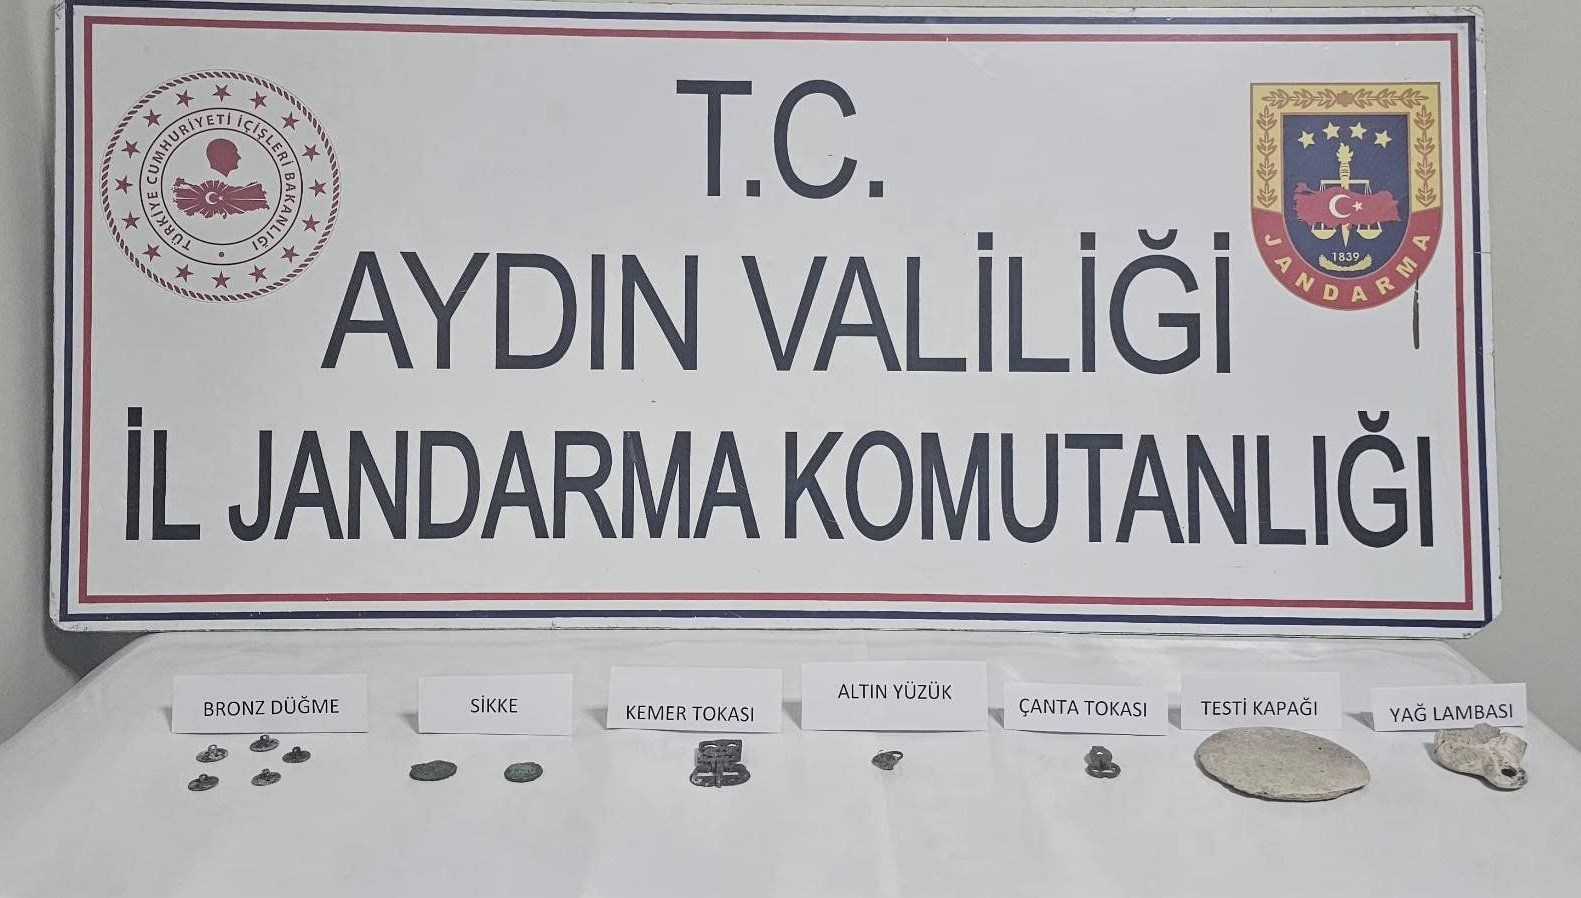 T.C.
AYDIN VALİLİĞİ
İL JANDARMA KOMUTANLIĞI
TÜRKİYE CUMHURİYETİ İÇİŞLERİ BAKANLIĞI
1839
JANDARMA
BRONZ DÜĞME
SİKKE
KEMER TOKASI
ALTIN YÜZÜK
ÇANTA TOKASI
TESTİ KAPAĞI
YAĞ LAMBASI